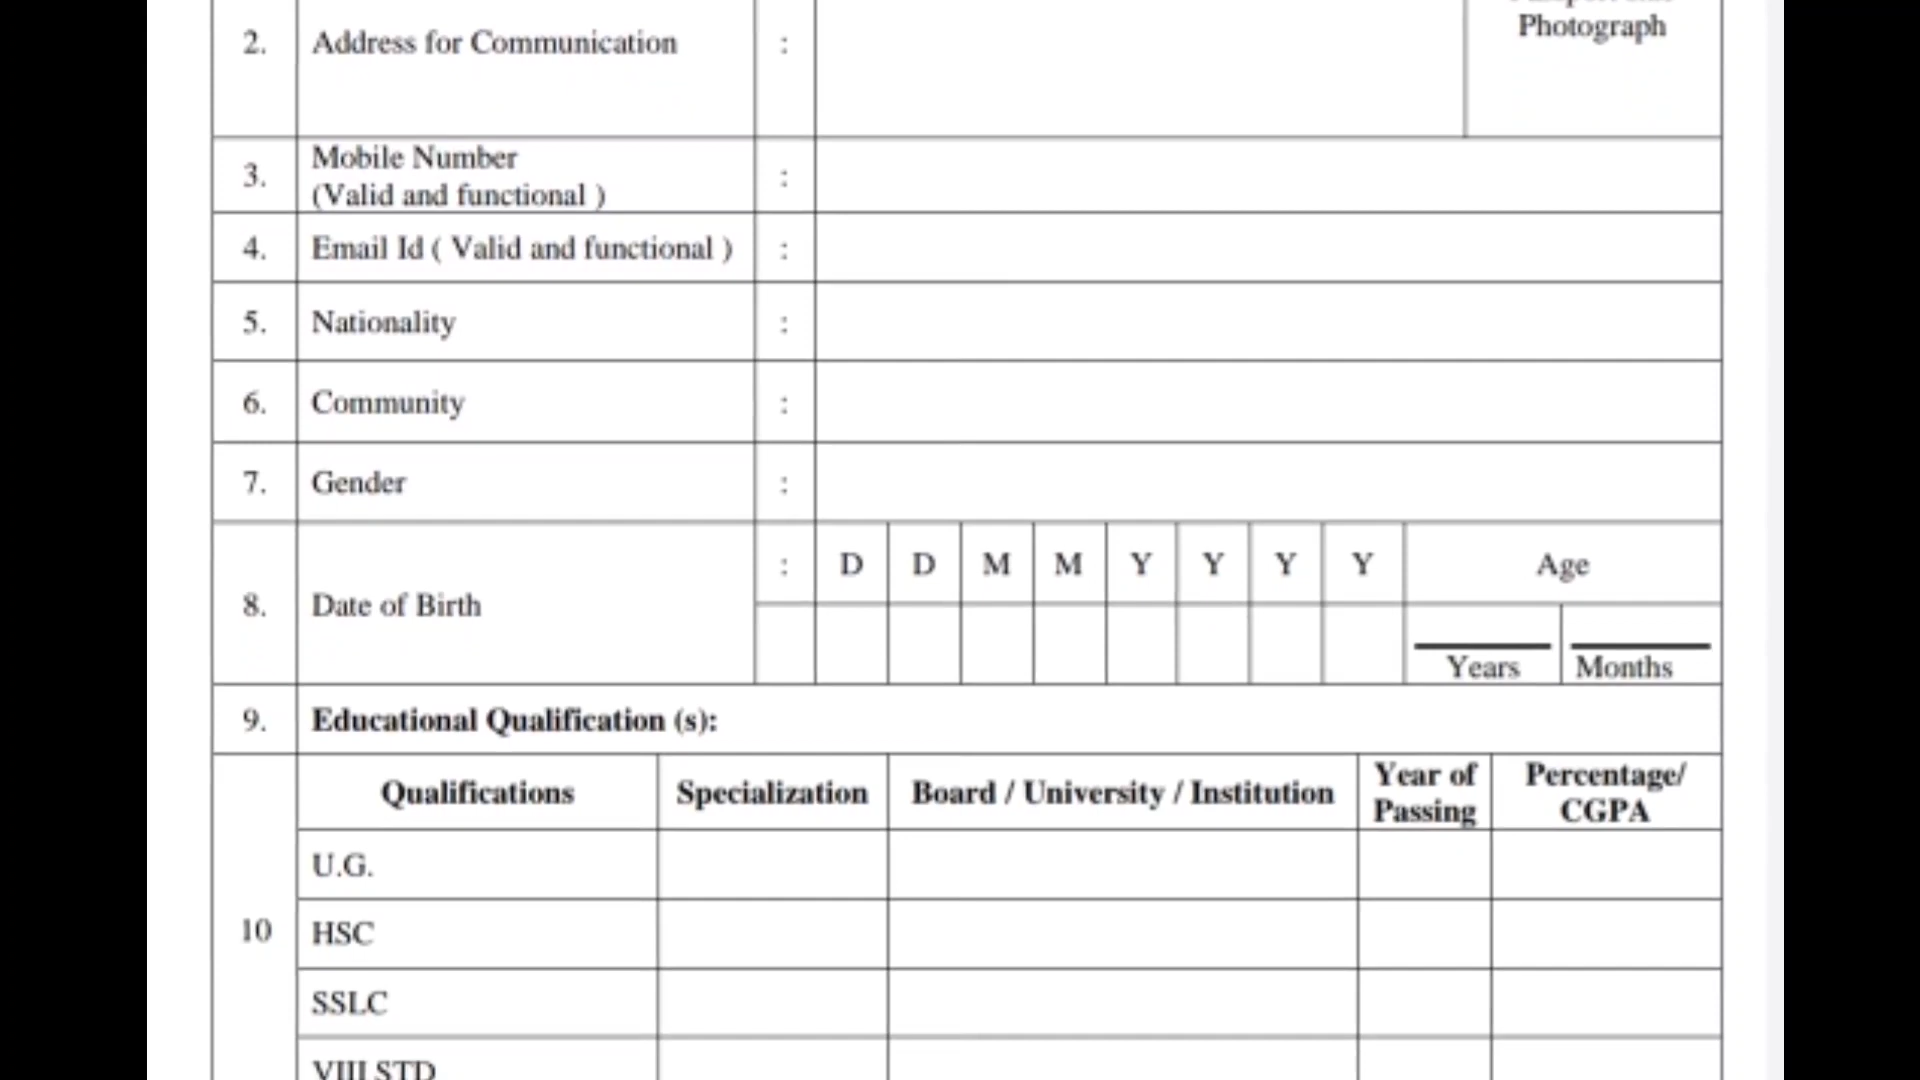 Photograph
2. Address for Communication :
3. Mobile Number
(Valid and functional ) :
4. Email Id ( Valid and functional ) :
5. Nationality :
6. Community :
7. Gender :
8. Date of Birth : D D M M Y Y Y Y Age
Years Months
9. Educational Qualification (s):
10 Qualifications Specialization Board / University / Institution Year of Passing Percentage/ CGPA
U.G.
HSC
SSLC
VIII STD